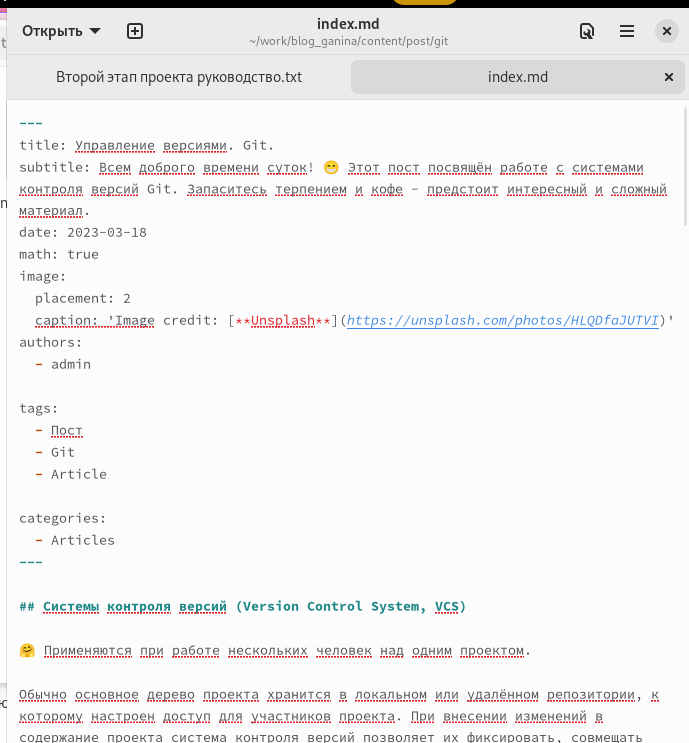 Открыть
index.md
~/work/blog_ganina/content/post/git
Второй этап проекта руководство.txt
index.md
---
title: Управление версиями. Git.
subtitle: Всем доброго времени суток! 😁 Этот пост посвящён работе с системами
контроля версий Git. Запаситесь терпением и кофе - предстоит интересный и сложный
материал.
date: 2023-03-18
math: true
image:
  placement: 2
  caption: 'Image credit: [**Unsplash**](https://unsplash.com/photos/HLQDfaJUTVI)'
authors:
  - admin
tags:
  - Пост
  - Git
  - Article
categories:
  - Articles
---
## Системы контроля версий (Version Control System, VCS)
🤗 Применяются при работе нескольких человек над одним проектом.
Обычно основное дерево проекта хранится в локальном или удалённом репозитории, к
которому настроен доступ для участников проекта. При внесении изменений в
содержание проекта система контроля версий позволяет их фиксировать, совмещать